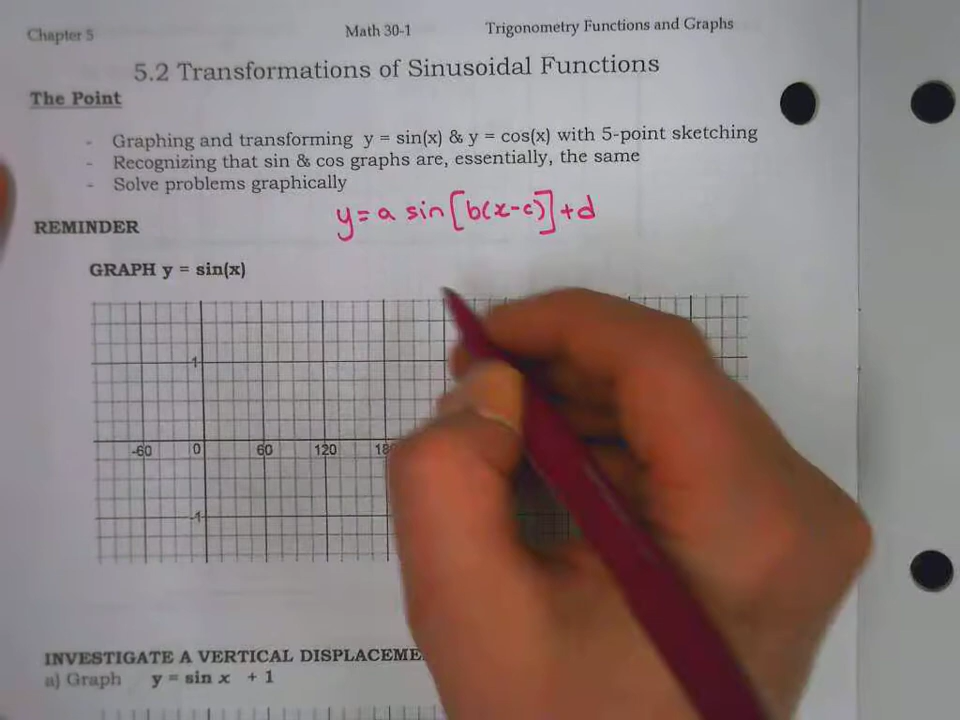 Chapter 5 Math 30-1 Trigonometry Functions and Graphs
5.2 Transformations of Sinusoidal Functions
The Point
- Graphing and transforming y = sin(x) & y = cos(x) with 5-point sketching
- Recognizing that sin & cos graphs are, essentially, the same
- Solve problems graphically
y = a sin[b(x-c)]+d
REMINDER
GRAPH y = sin(x)
1
-60 0 60 120 18
-1
INVESTIGATE A VERTICAL DISPLACEME
a) Graph y = sin x + 1